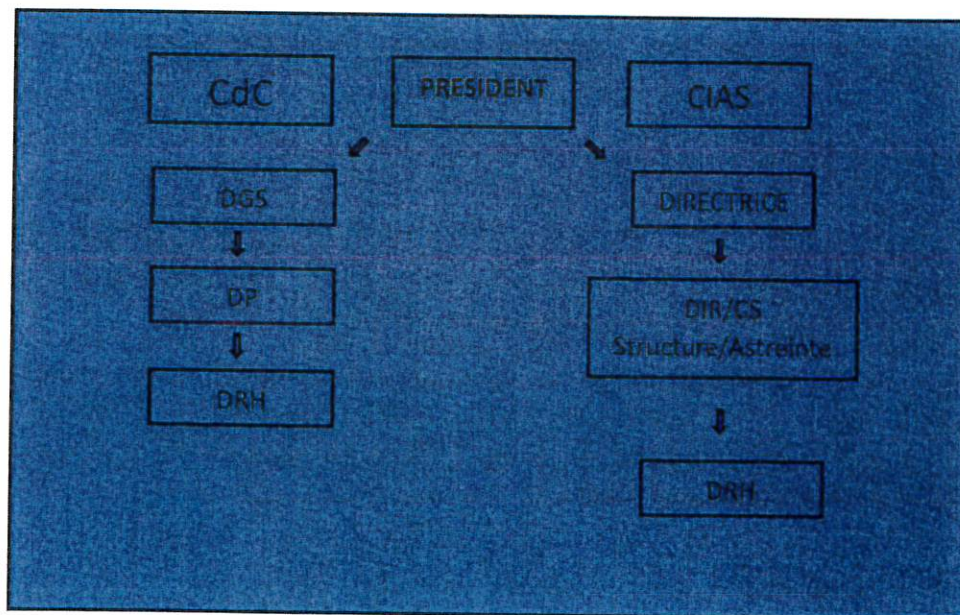 CdC
PRESIDENT
CIAS
DGS
DIRECTRICE
DP
DIR/CS
Structure/Astreinte
DRH
DRH